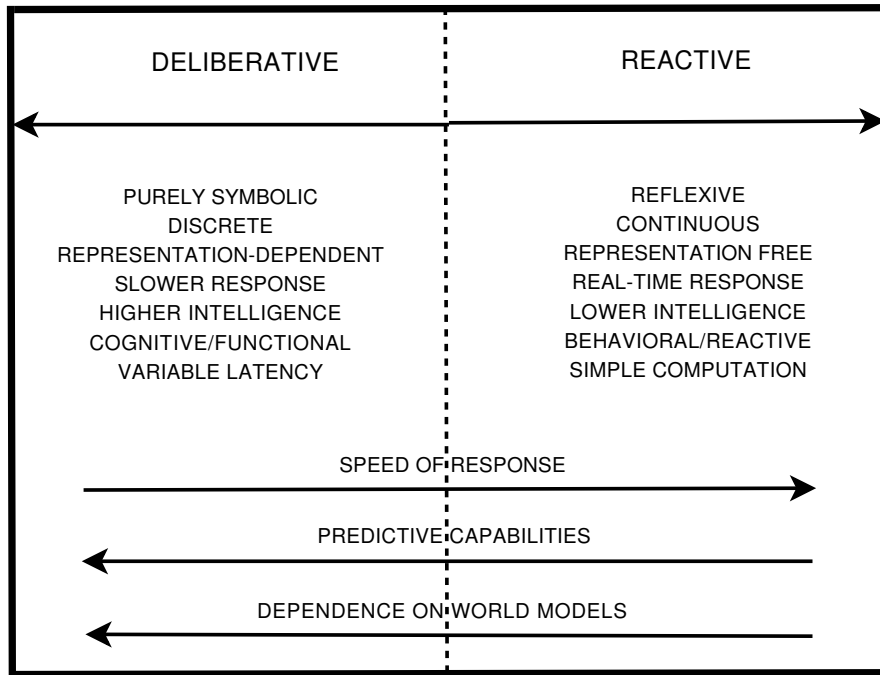 DELIBERATIVE
REACTIVE
PURELY SYMBOLIC
DISCRETE
REPRESENTATION-DEPENDENT
SLOWER RESPONSE
HIGHER INTELLIGENCE
COGNITIVE/FUNCTIONAL
VARIABLE LATENCY
REFLEXIVE
CONTINUOUS
REPRESENTATION FREE
REAL-TIME RESPONSE
LOWER INTELLIGENCE
BEHAVIORAL/REACTIVE
SIMPLE COMPUTATION
SPEED OF RESPONSE
PREDICTIVE CAPABILITIES
DEPENDENCE ON WORLD MODELS